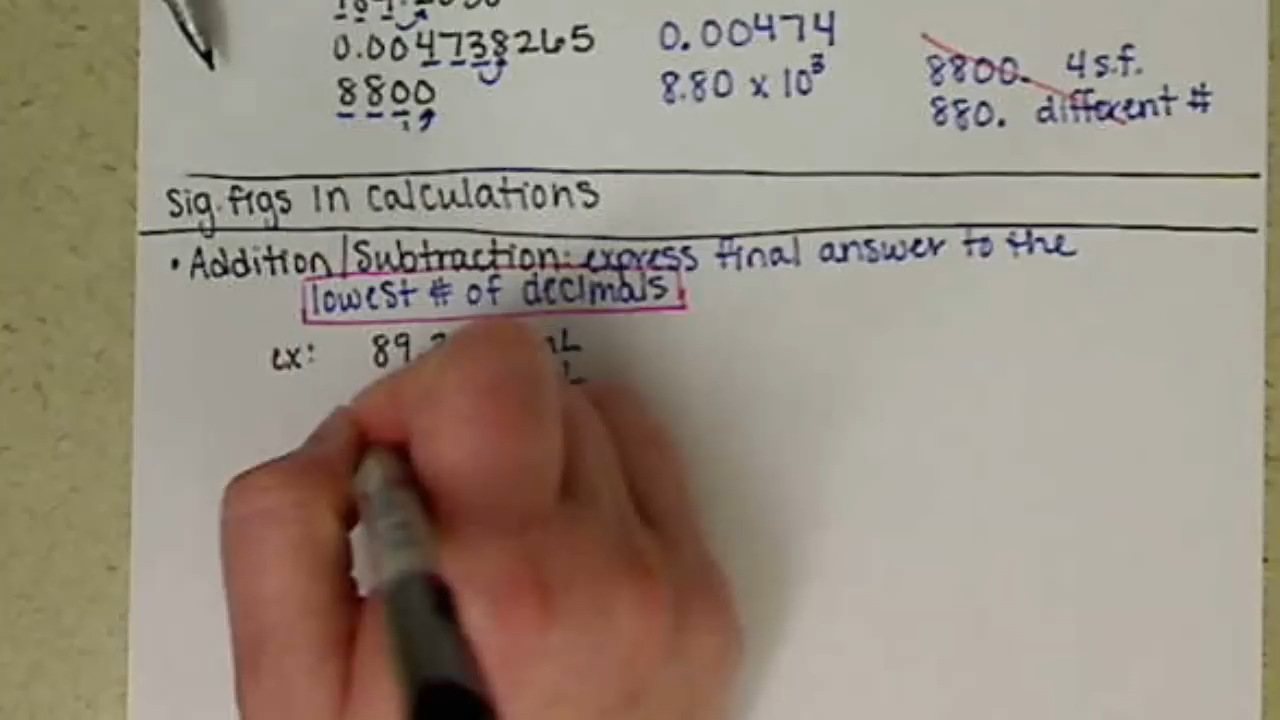 0.004738265 0.00474
8800 8.80 x 10³
8800. 4 s.f.
880. different #
Sig. figs in Calculations
• Addition/Subtraction: express final answer to the
lowest # of decimals
ex: 89